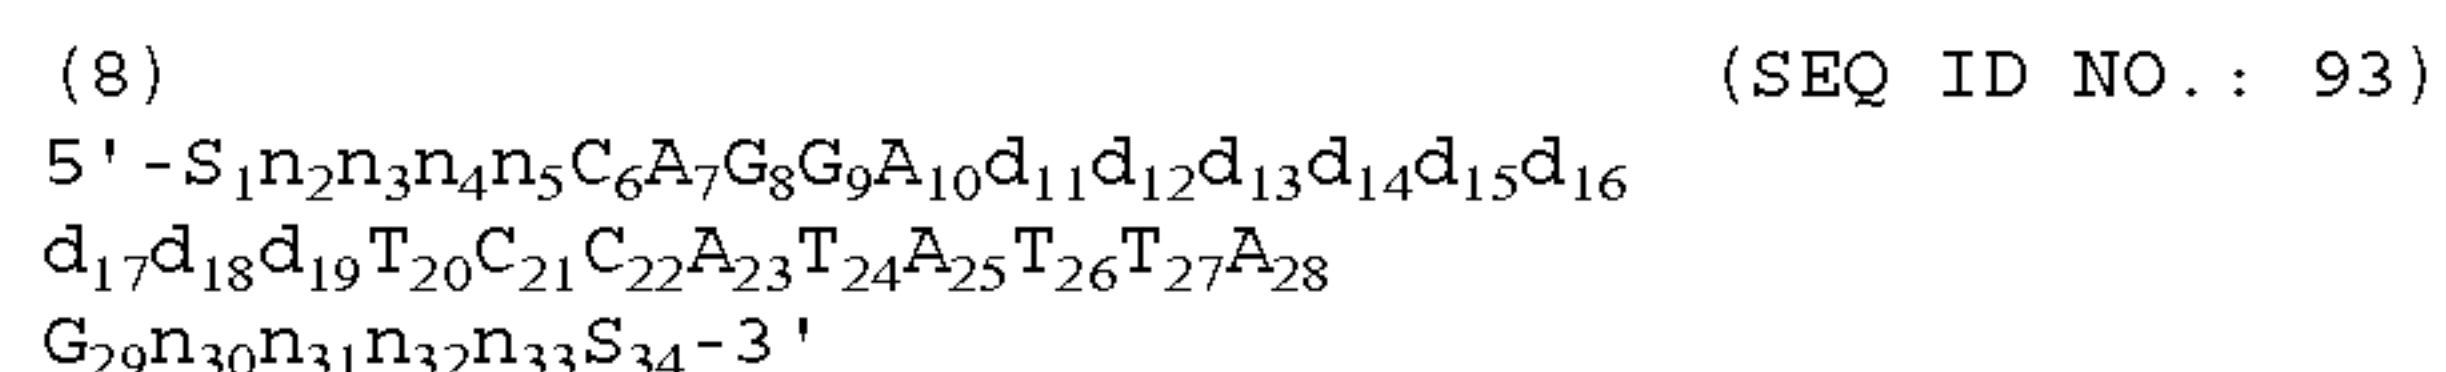 (8) (SEQ ID NO.: 93)
5'-S₁n₂n₃n₄n₅C₆A₇G₈G₉A₁₀d₁₁d₁₂d₁₃d₁₄d₁₅d₁₆
d₁₇d₁₈d₁₉T₂₀C₂₁C₂₂A₂₃T₂₄A₂₅T₂₆T₂₇A₂₈
G₂₉n₃₀n₃₁n₃₂n₃₃S₃₄-3'